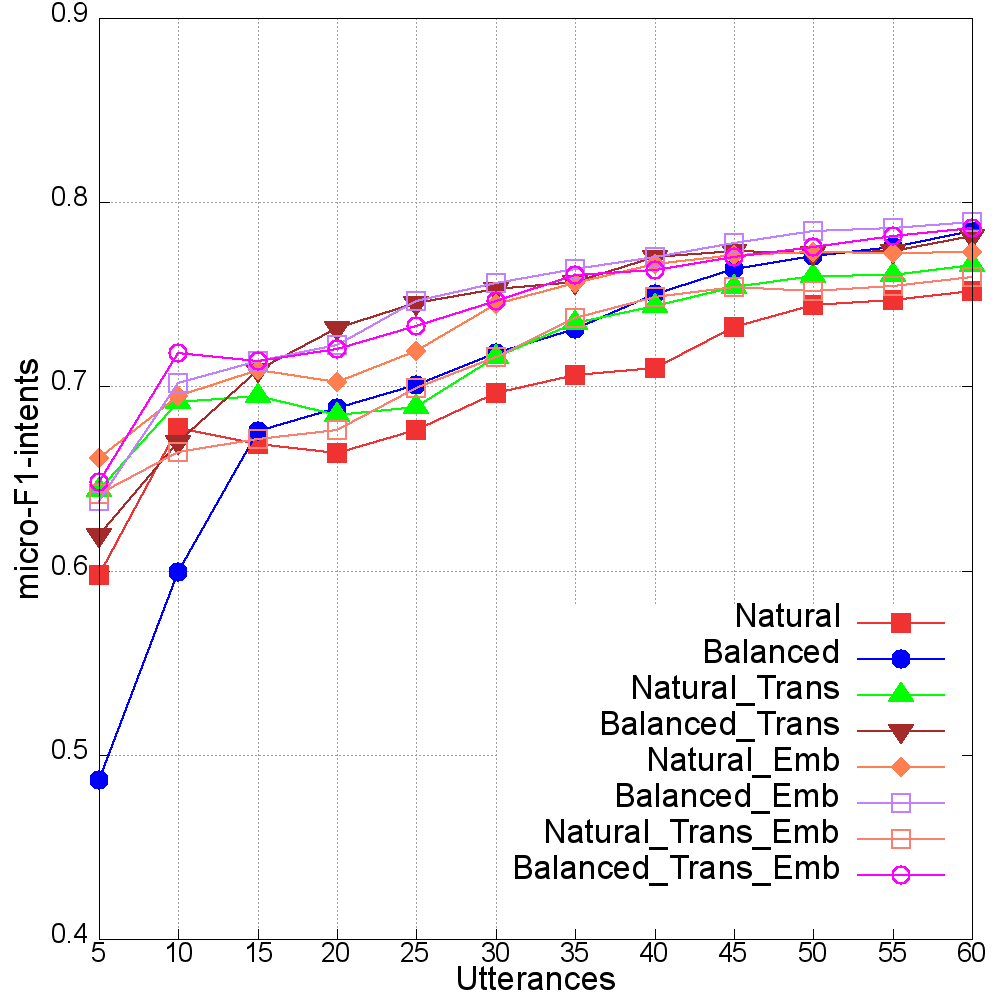 0.9
0.8
0.7
0.6
0.5
0.4
micro-F1-intents
Natural
Balanced
Natural_Trans
Balanced_Trans
Natural_Emb
Balanced_Emb
Natural_Trans_Emb
Balanced_Trans_Emb
5 10 15 20 25 30 35 40 45 50 55 60
Utterances